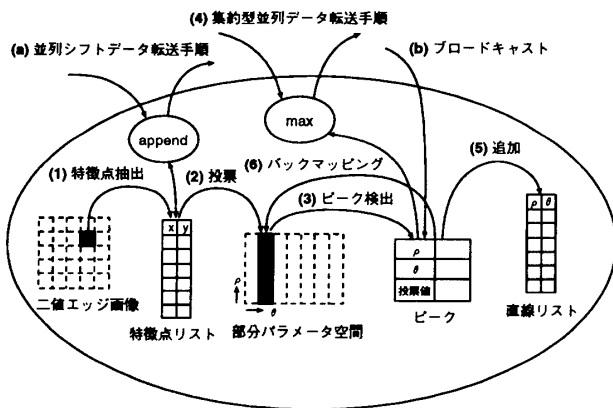 (4) 集約型並列データ転送手順
(a) 並列シフトデータ転送手順
(b) ブロードキャスト
append
max
(1) 特徴点抽出
(2) 投票
(6) バックマッピング
(3) ピーク検出
(5) 追加
x y
ρ θ
ρ
θ
投票値
ρ
θ
二値エッジ画像
特徴点リスト
部分パラメータ空間
ピーク
直線リスト